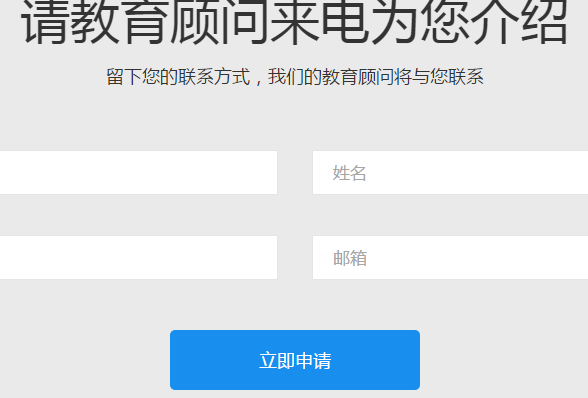 请教育顾问来电为您介绍
留下您的联系方式，我们的教育顾问将与您联系
姓名
邮箱
立即申请